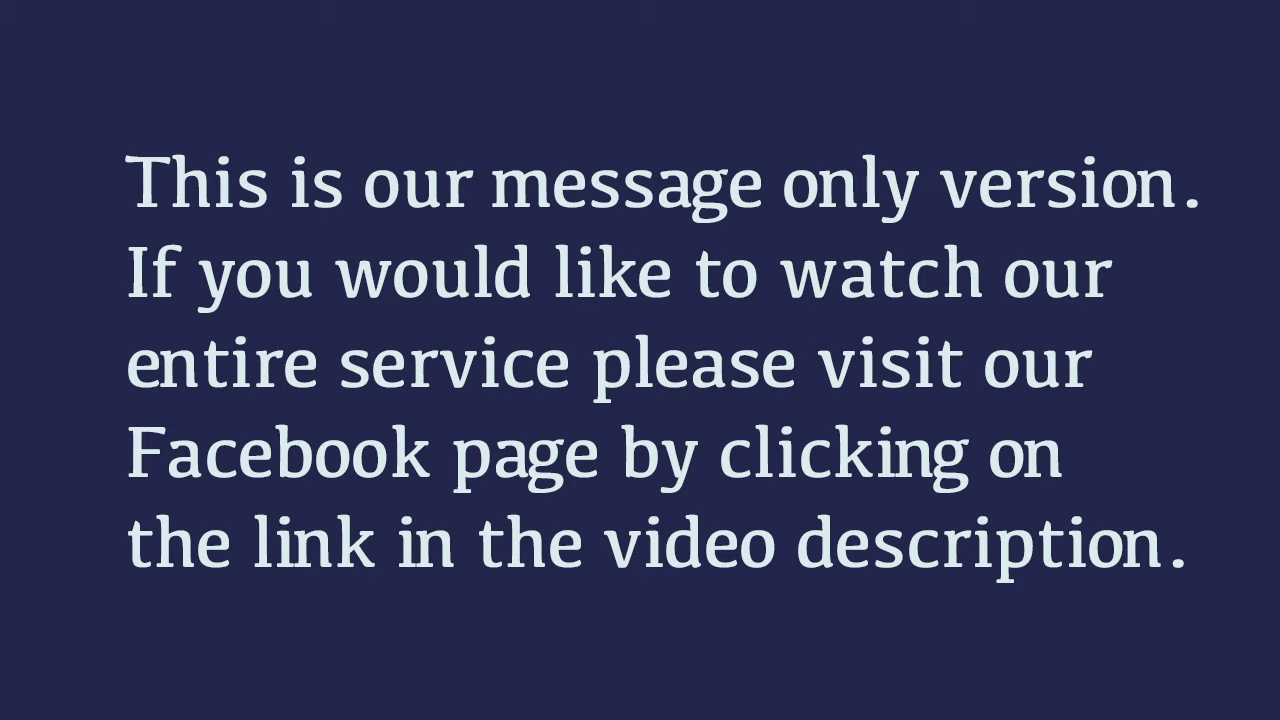 This is our message only version.
If you would like to watch our
entire service please visit our
Facebook page by clicking on
the link in the video description.